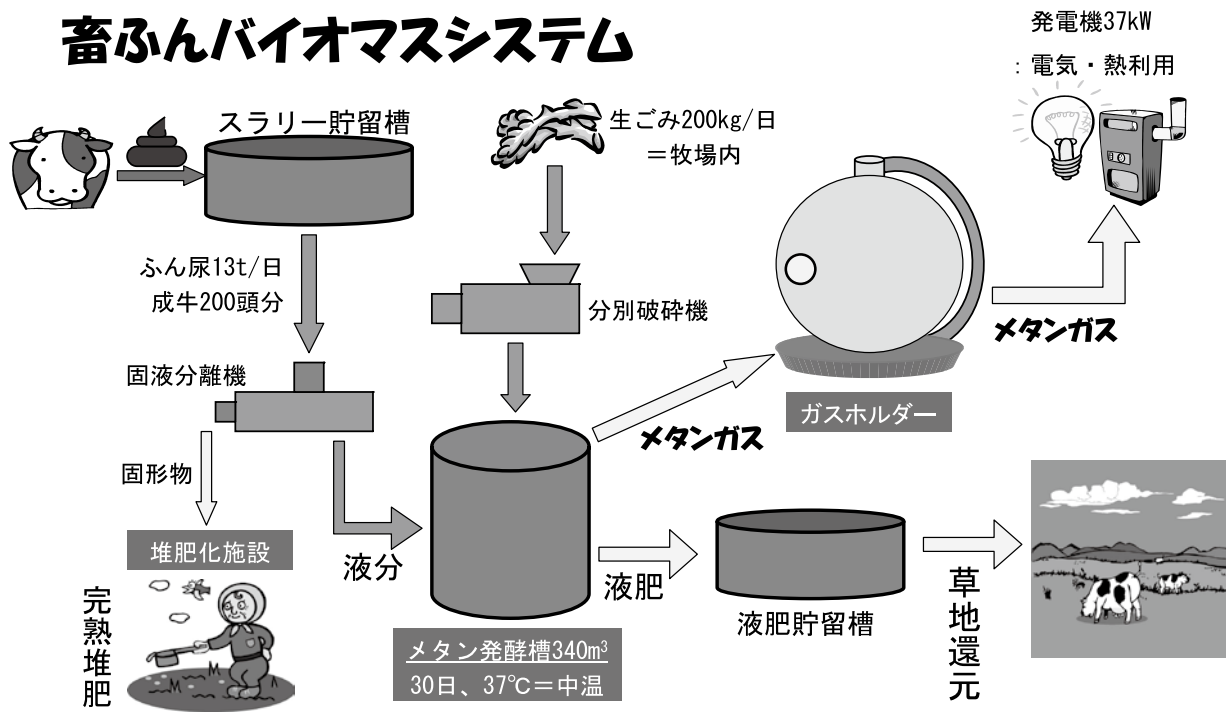 畜ふんバイオマスシステム
発電機37kW
：電気・熱利用
スラリー貯留槽
生ごみ200kg/日
＝牧場内
ふん尿13t/日
成牛200頭分
分別破砕機
メタンガス
固液分離機
ガスホルダー
メタンガス
固形物
堆肥化施設
液分
液肥
液肥貯留槽
草地還元
完熟堆肥
メタン発酵槽340m³
30日、37℃＝中温